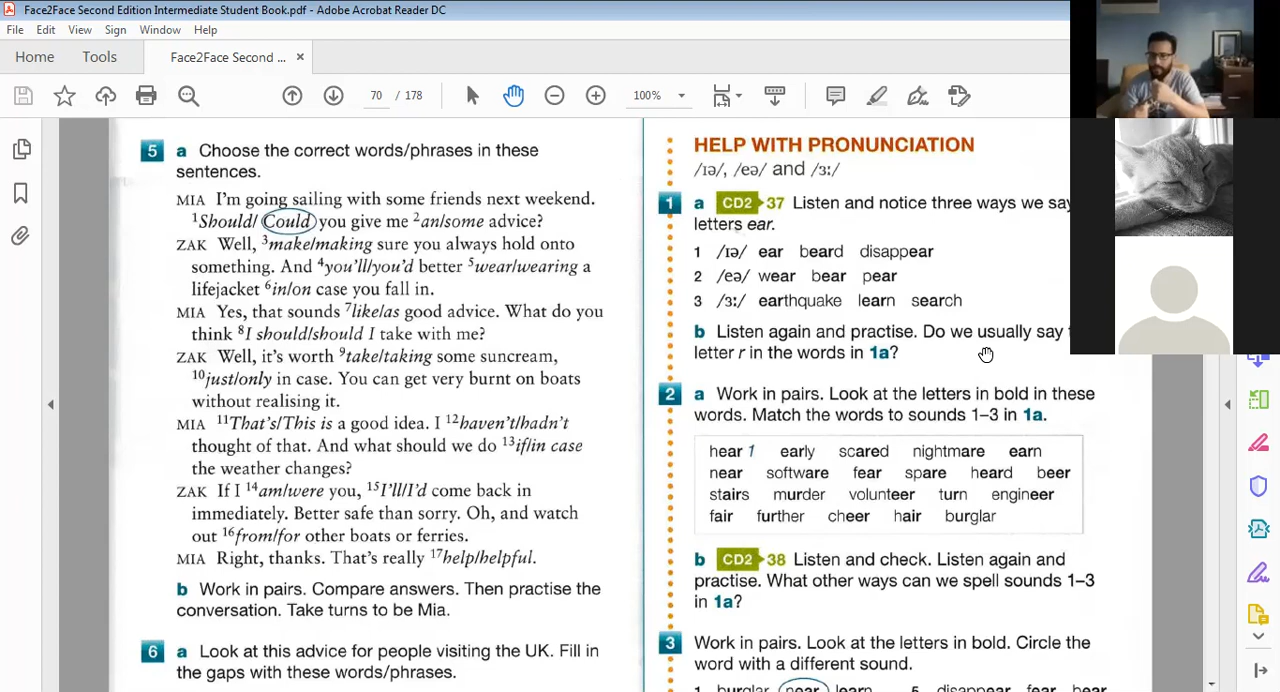 Face2Face Second Edition Intermediate Student Book.pdf - Adobe Acrobat Reader DC
File Edit View Sign Window Help
Home Tools Face2Face Second ... ×
70 / 178 100%
5 a Choose the correct words/phrases in these
sentences.
MIA I'm going sailing with some friends next weekend.
1Should/ Could you give me 2an/some advice?
ZAK Well, 3make/making sure you always hold onto
something. And 4you'll/you'd better 5wear/wearing a
lifejacket 6in/on case you fall in.
MIA Yes, that sounds 7like/as good advice. What do you
think 8I should/should I take with me?
ZAK Well, it's worth 9take/taking some suncream,
10just/only in case. You can get very burnt on boats
without realising it.
MIA 11That's/This is a good idea. I 12haven't/hadn't
thought of that. And what should we do 13if/in case
the weather changes?
ZAK If I 14am/were you, 15I'll/I'd come back in
immediately. Better safe than sorry. Oh, and watch
out 16from/for other boats or ferries.
MIA Right, thanks. That's really 17help/helpful.
b Work in pairs. Compare answers. Then practise the
conversation. Take turns to be Mia.
6 a Look at this advice for people visiting the UK. Fill in
the gaps with these words/phrases.
HELP WITH PRONUNCIATION
/ɪə/, /eə/ and /ɜː/
1 a CD2 37 Listen and notice three ways we say
letters ear.
1 /ɪə/ ear beard disappear
2 /eə/ wear bear pear
3 /ɜː/ earthquake learn search
b Listen again and practise. Do we usually say
letter r in the words in 1a?
2 a Work in pairs. Look at the letters in bold in these
words. Match the words to sounds 1–3 in 1a.
hear 1 early scared nightmare earn
near software fear spare heard beer
stairs murder volunteer turn engineer
fair further cheer hair burglar
b CD2 38 Listen and check. Listen again and
practise. What other ways can we spell sounds 1–3
in 1a?
3 Work in pairs. Look at the letters in bold. Circle the
word with a different sound.
1 burglar near learn 5 disappear fear bear